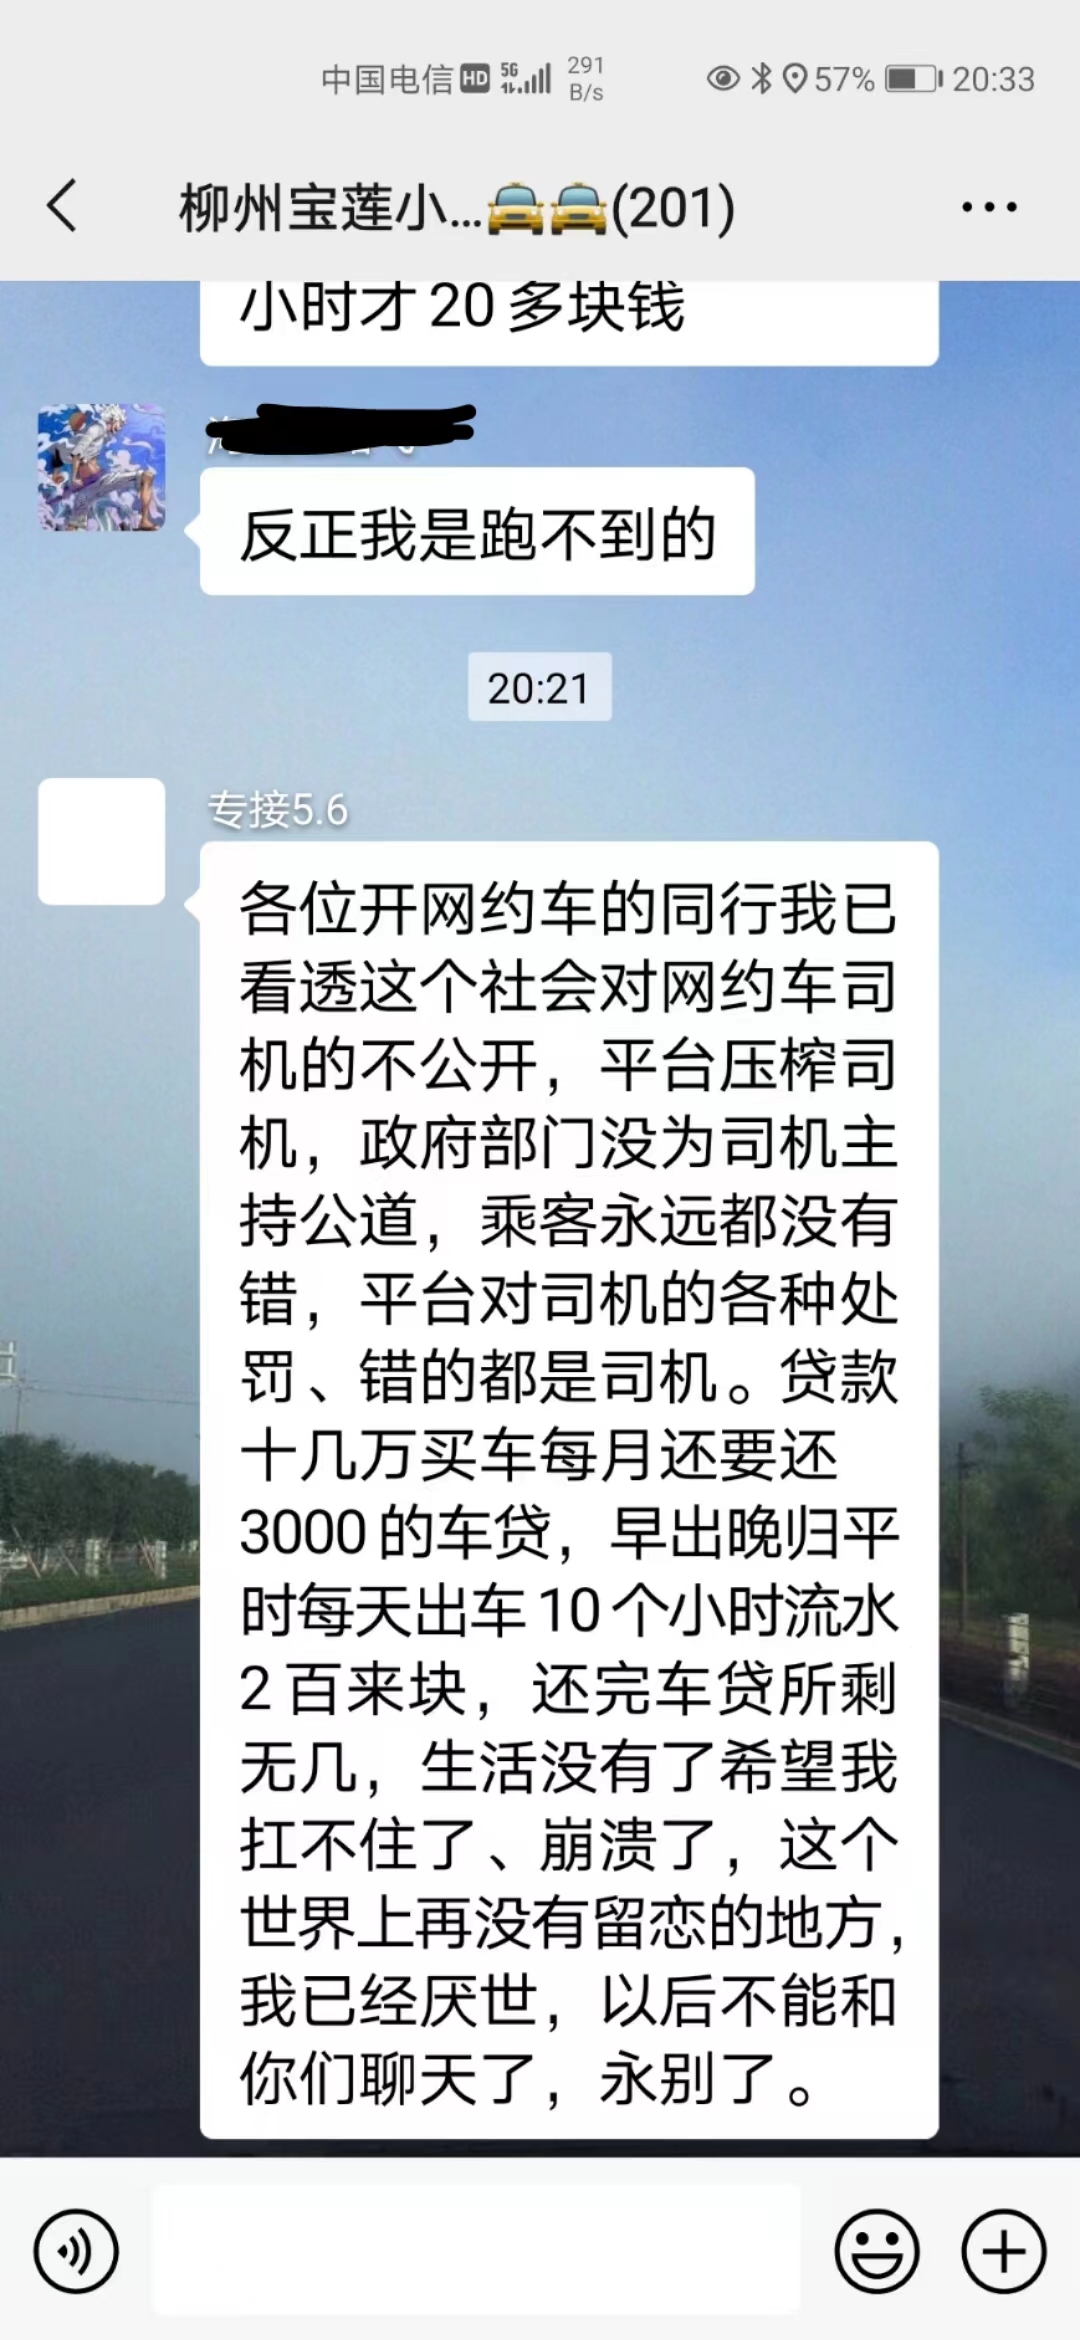 中国电信 HD 5G 291 B/s 57% 20:33
柳州宝莲小...🚕🚕(201)
小时才20多块钱
反正我是跑不到的
20:21
专接5.6
各位开网约车的同行我已
看透这个社会对网约车司
机的不公开，平台压榨司
机，政府部门没为司机主
持公道，乘客永远都没有
错，平台对司机的各种处
罚、错的都是司机。贷款
十几万买车每月还要还
3000的车贷，早出晚归平
时每天出车10个小时流水
2百来块，还完车贷所剩
无几，生活没有了希望我
扛不住了、崩溃了，这个
世界上再没有留恋的地方，
我已经厌世，以后不能和
你们聊天了，永别了。